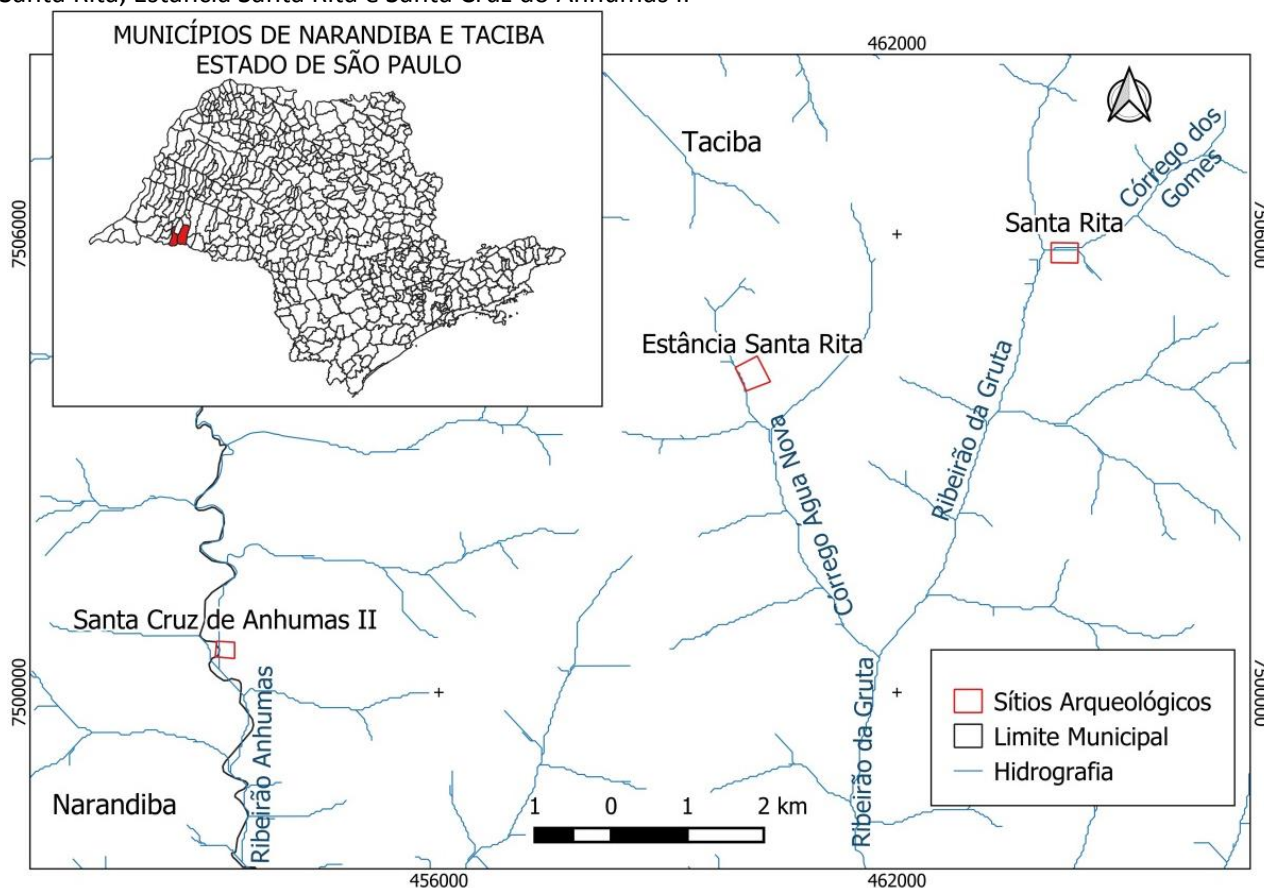 Santa Rita, Estância Santa Rita e Santa Cruz do Anhumas II
MUNICÍPIOS DE NARANDIBA E TACIBA
ESTADO DE SÃO PAULO
462000
7506000
7506000
Taciba
Córrego dos
Gomes
Santa Rita
Estância Santa Rita
Ribeirão da Gruta
Córrego Água Nova
Santa Cruz de Anhumas II
Ribeirão Anhumas
Ribeirão da Gruta
7500000
7500000
Narandiba
Sítios Arqueológicos
Limite Municipal
Hidrografia
1 0 1 2 km
456000
462000